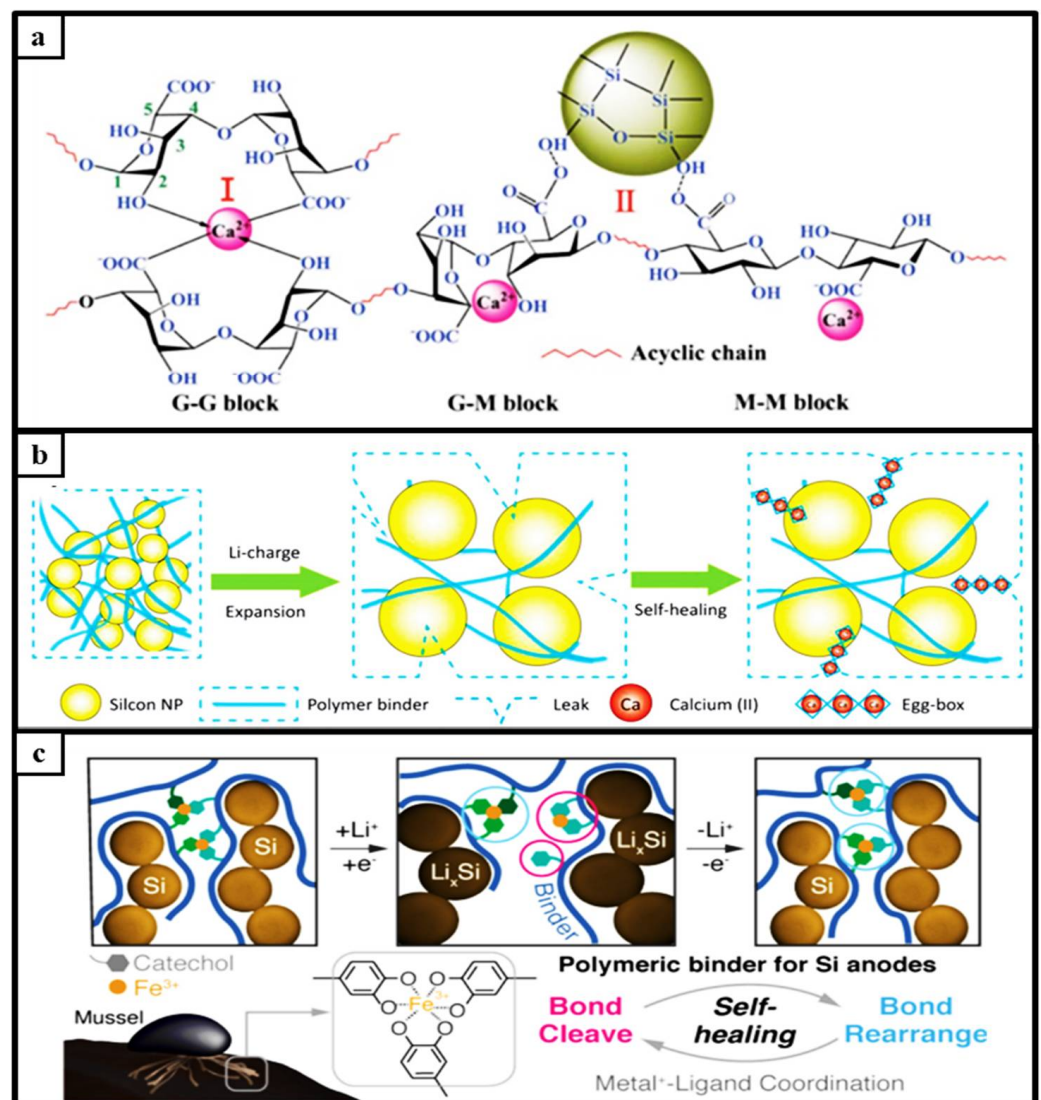 a
COO⁻
HO
5
4
HO
O
O
3
HO
O
O
O
1
2
HO
I
COO⁻
Ca²⁺
⁻OOC
OH
O
OH
O
O
O
OH
O
OH
⁻OOC
G-G block
Si
Si
Si
O
Si
OH
OH
O
O
O
O
II
OH
OH
HO
O
O
O
O
O
OH
Ca²⁺
⁻OOC
G-M block
HO
OH
O
O
HO
OH
O
O
⁻OOC
Ca²⁺
M-M block
Acyclic chain
b
Li-charge
Expansion
Self-healing
Silcon NP
Polymer binder
Leak
Ca
Calcium (II)
Egg-box
c
Si
Si
+Li⁺
+e⁻
LiₓSi
LiₓSi
Binder
-Li⁺
-e⁻
Si
Catechol
Fe³⁺
Mussel
O
O
O
O
O
O
Fe³⁺
Polymeric binder for Si anodes
Bond
Cleave
Self-
healing
Bond
Rearrange
Metal⁺-Ligand Coordination